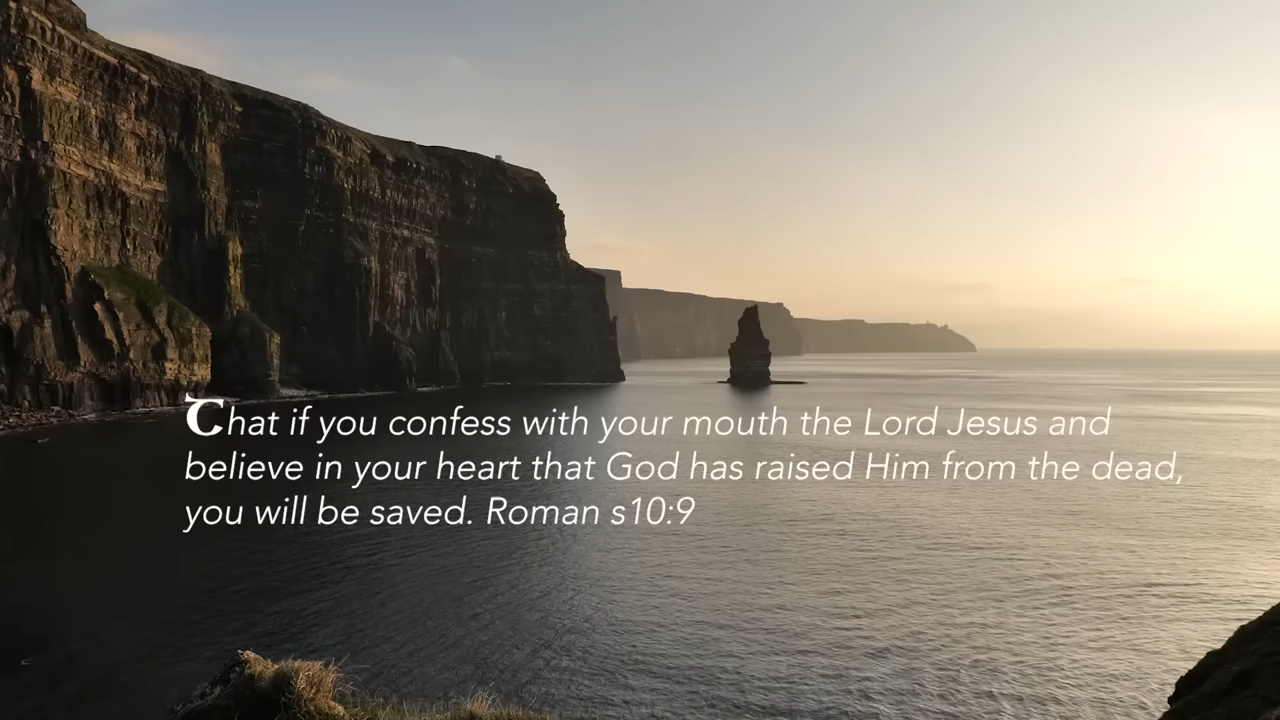 That if you confess with your mouth the Lord Jesus and
believe in your heart that God has raised Him from the dead,
you will be saved. Roman s10:9